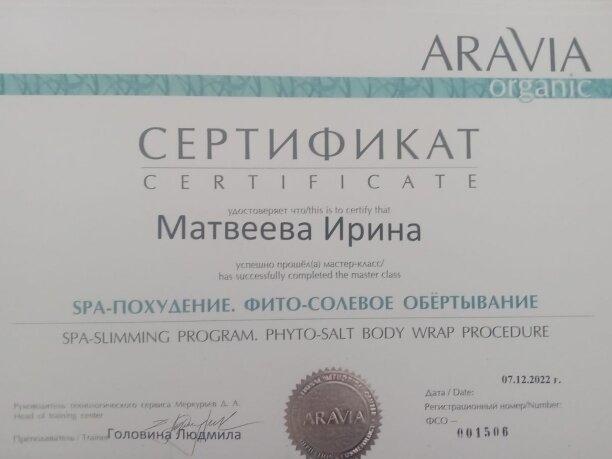 ARAVIA
organic
СЕРТИФИКАТ
CERTIFICATE
удостоверяет что/this is to certify that
Матвеева Ирина
успешно прошёл(а) мастер-класс/
has successfully completed the master class
SPA-ПОХУДЕНИЕ. ФИТО-СОЛЕВОЕ ОБЁРТЫВАНИЕ
SPA-SLIMMING PROGRAM. PHYTO-SALT BODY WRAP PROCEDURE
07.12.2022 г.
Дата / Date:
Руководитель технологического сервиса Меркурьев Д. А.
Head of training center
Регистрационный номер/Number:
ФСО —
001506
Преподаватель / Trainer Головина Людмила
ARAVIA